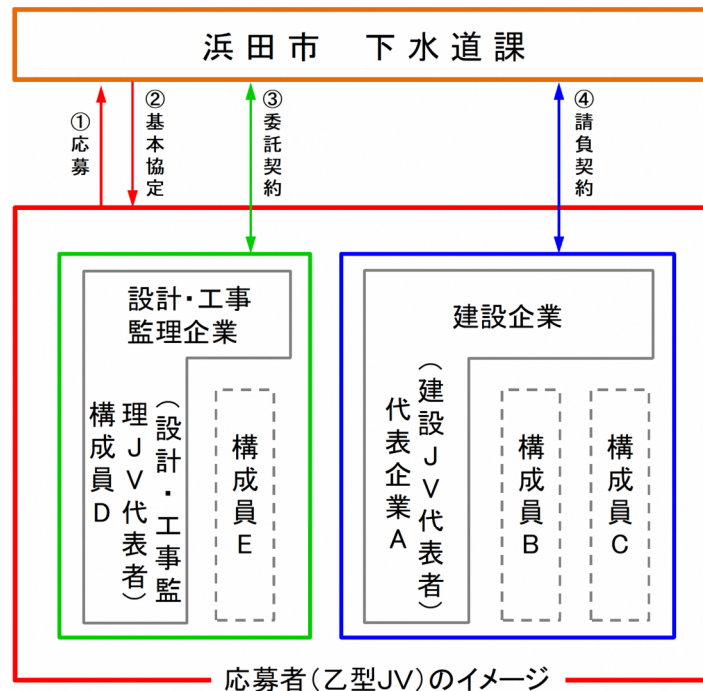 浜田市 下水道課
①応募
②基本協定
③委託契約
④請負契約
設計・工事
監理企業
(設計・工事監
理JV代表者)
構成員D
構成員E
建設企業
(建設JV代表者)
代表企業A
構成員B
構成員C
応募者(乙型JV)のイメージ